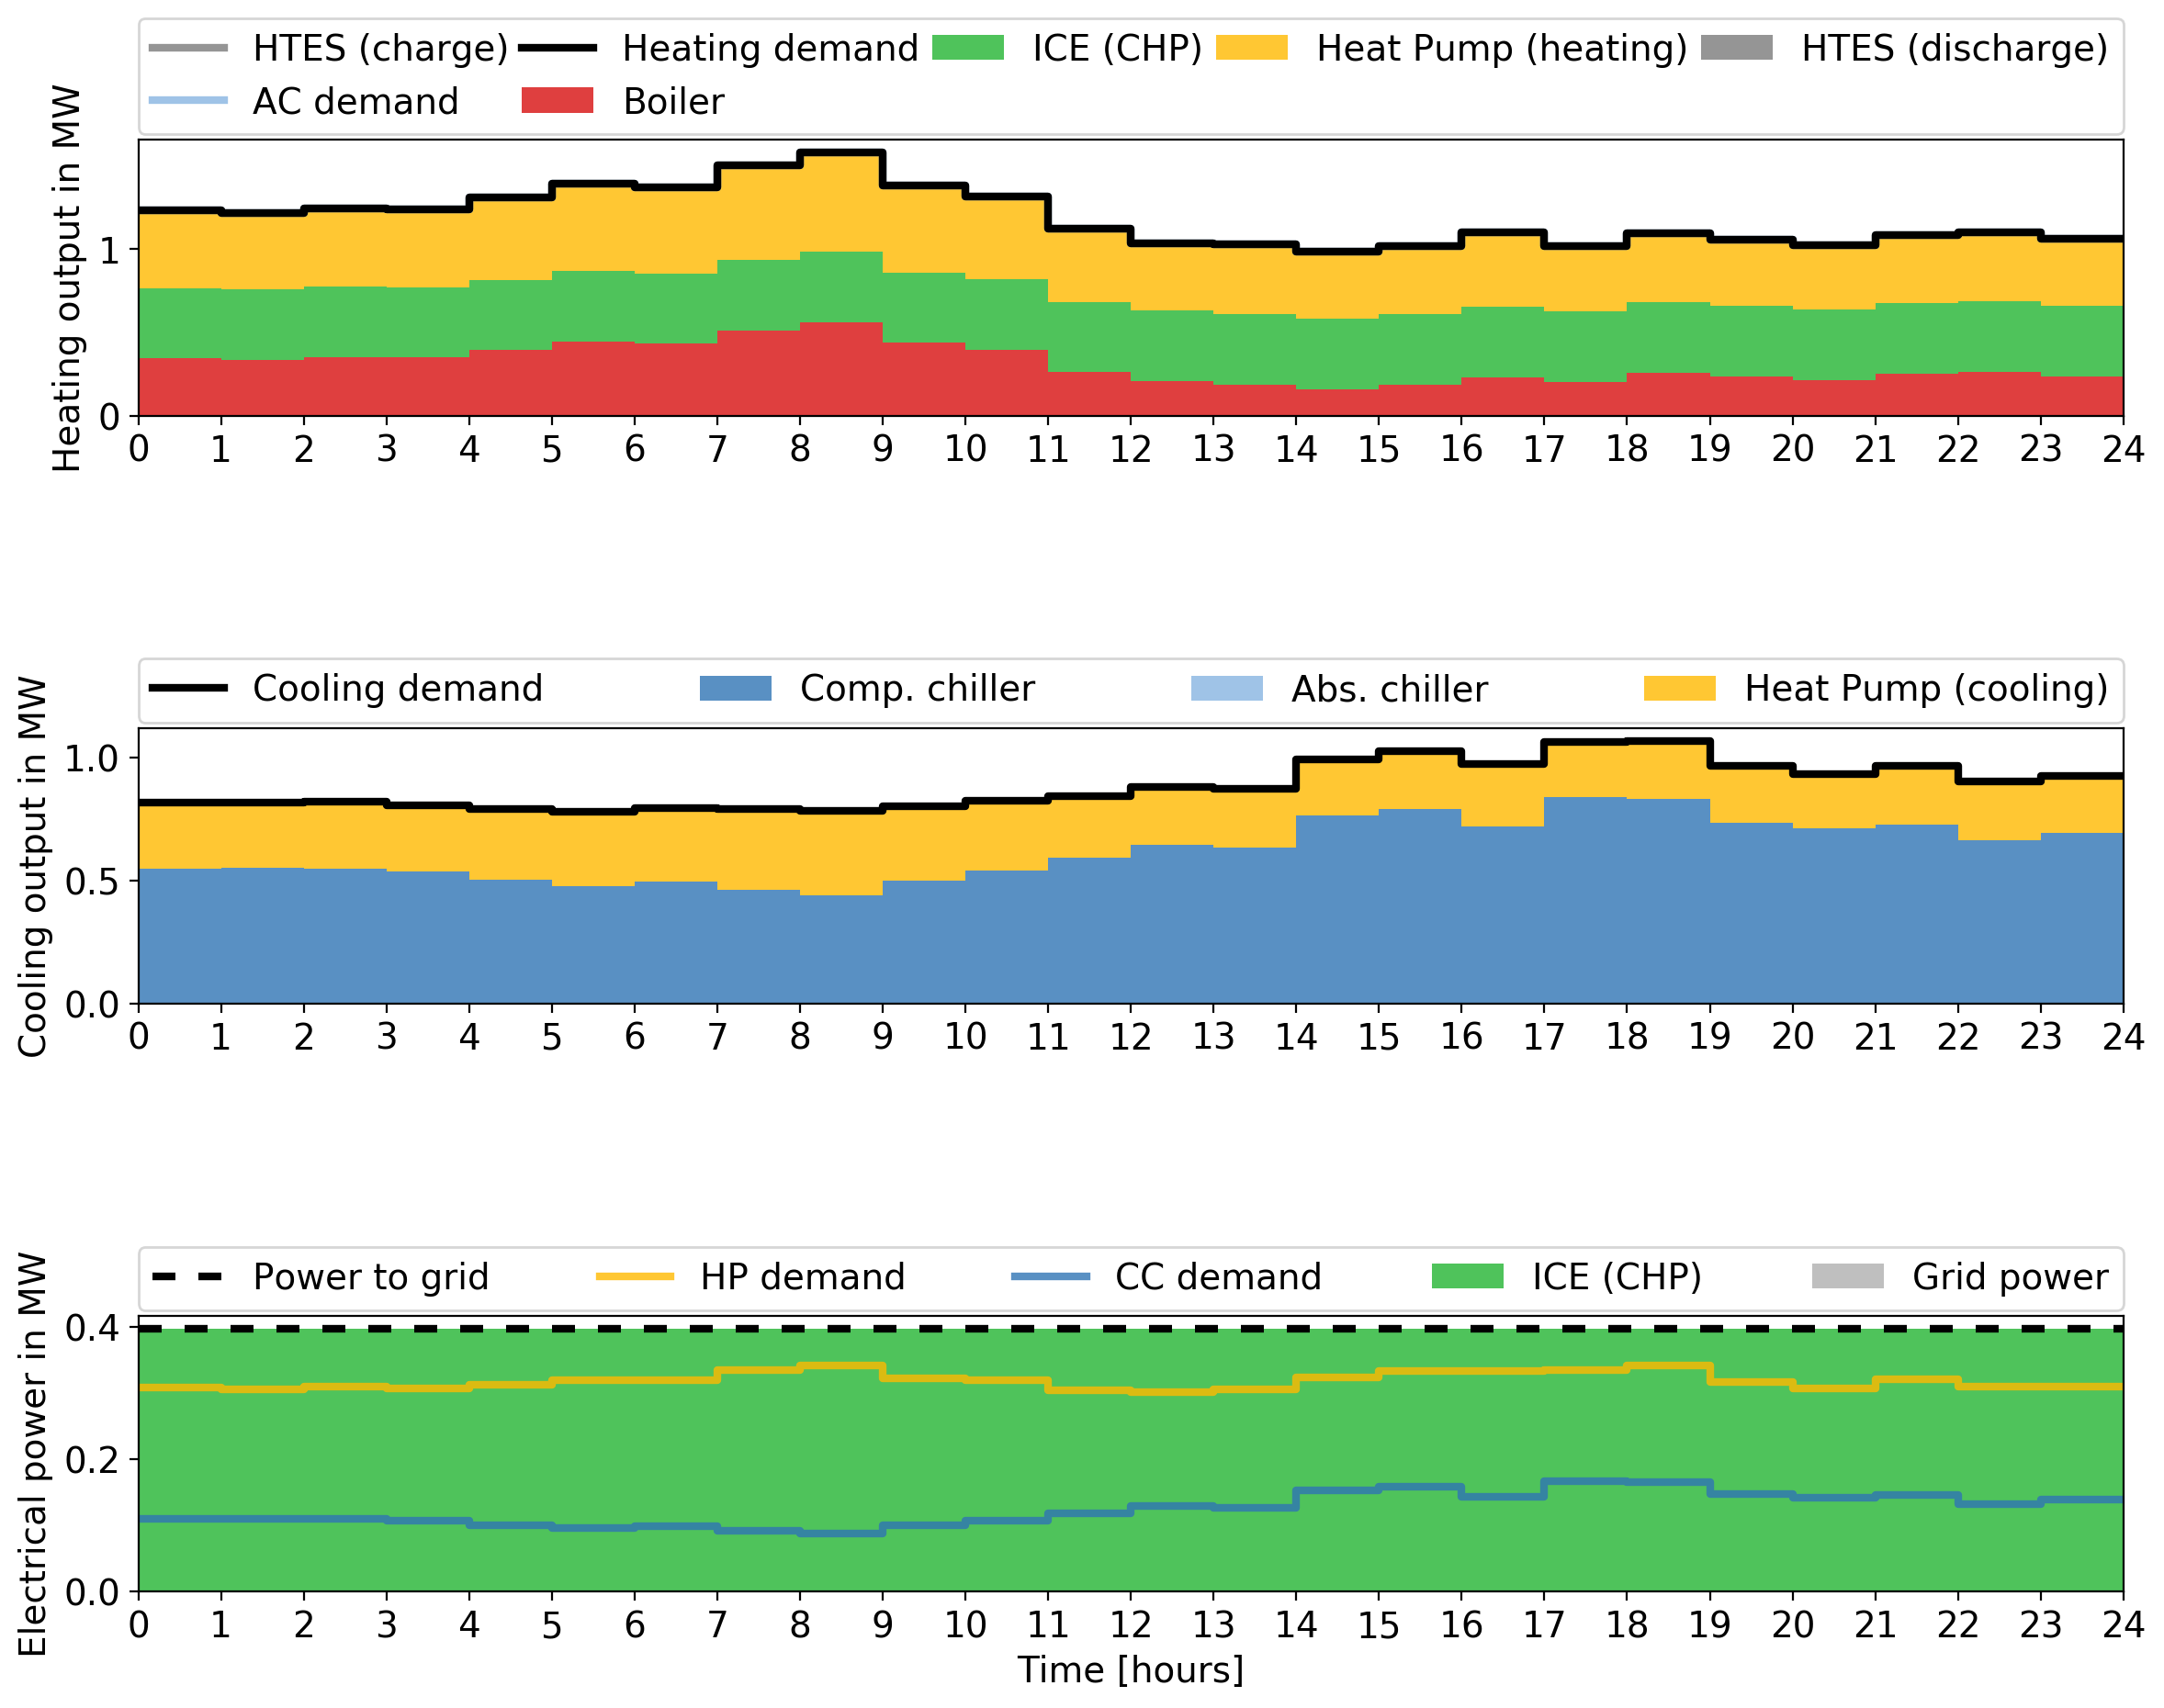 HTES (charge) Heating demand ICE (CHP) Heat Pump (heating) HTES (discharge)
AC demand Boiler
Heating output in MW
1
0
0 1 2 3 4 5 6 7 8 9 10 11 12 13 14 15 16 17 18 19 20 21 22 23 24
Cooling demand Comp. chiller Abs. chiller Heat Pump (cooling)
Cooling output in MW
1.0
0.5
0.0
0 1 2 3 4 5 6 7 8 9 10 11 12 13 14 15 16 17 18 19 20 21 22 23 24
Power to grid HP demand CC demand ICE (CHP) Grid power
Electrical power in MW
0.4
0.2
0.0
0 1 2 3 4 5 6 7 8 9 10 11 12 13 14 15 16 17 18 19 20 21 22 23 24
Time [hours]